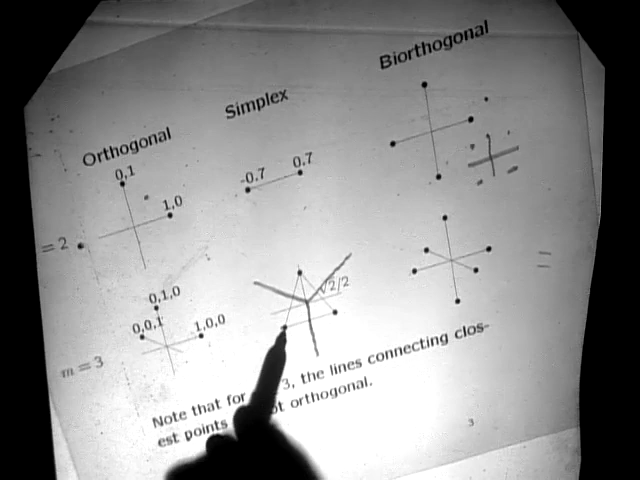 Orthogonal Simplex Biorthogonal
0,1
1,0
-0.7 0.7
= 2
0,1,0
0,0,1 1,0,0
√2/2
m = 3
Note that for 3, the lines connecting clos-
est points orthogonal.
3